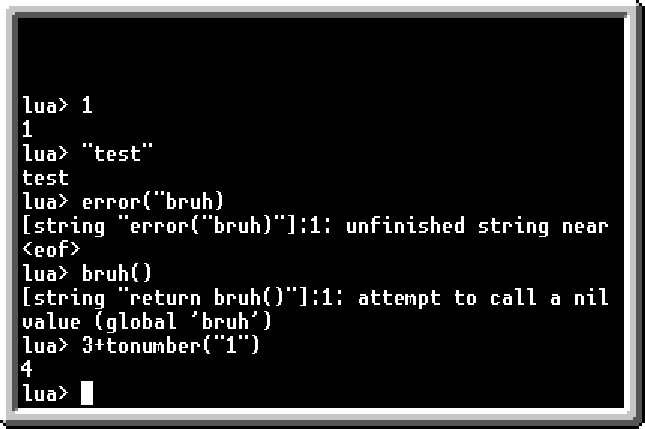 lua> 1
1
lua> "test"
test
lua> error("bruh)
[string "error("bruh)"]:1: unfinished string near
<eof>
lua> bruh()
[string "return bruh()"]:1: attempt to call a nil
value (global 'bruh')
lua> 3+tonumber("1")
4
lua>